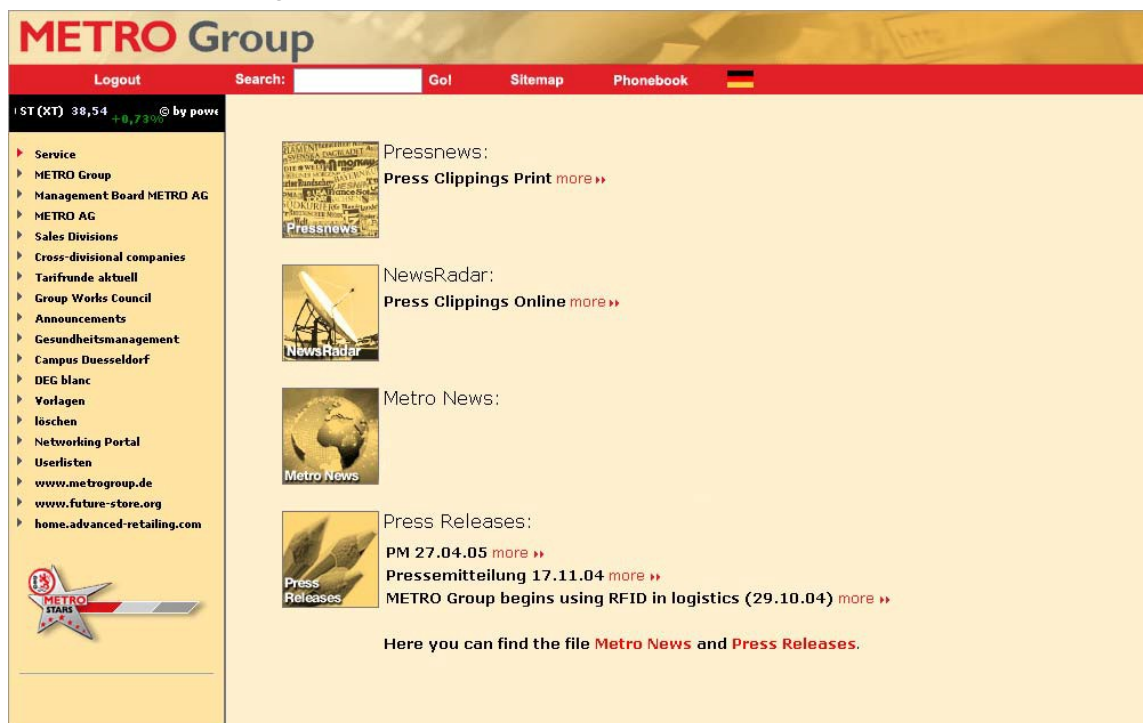 METRO Group
Logout Search: Go! Sitemap Phonebook
ST (XT) 38,54 +0,73% © by powe
Service
METRO Group
Management Board METRO AG
METRO AG
Sales Divisions
Cross-divisional companies
Tarifrunde aktuell
Group Works Council
Announcements
Gesundheitsmanagement
Campus Duesseldorf
DEG blanc
Vorlagen
löschen
Networking Portal
Userlisten
www.metrogroup.de
www.future-store.org
home.advanced-retailing.com
METRO
STARS
Pressnews:
Press Clippings Print more
Pressnews
NewsRadar:
Press Clippings Online more
NewsRadar
Metro News:
Metro News
Press Releases:
PM 27.04.05 more
Pressemitteilung 17.11.04 more
METRO Group begins using RFID in logistics (29.10.04) more
Press
Releases
Here you can find the file Metro News and Press Releases.